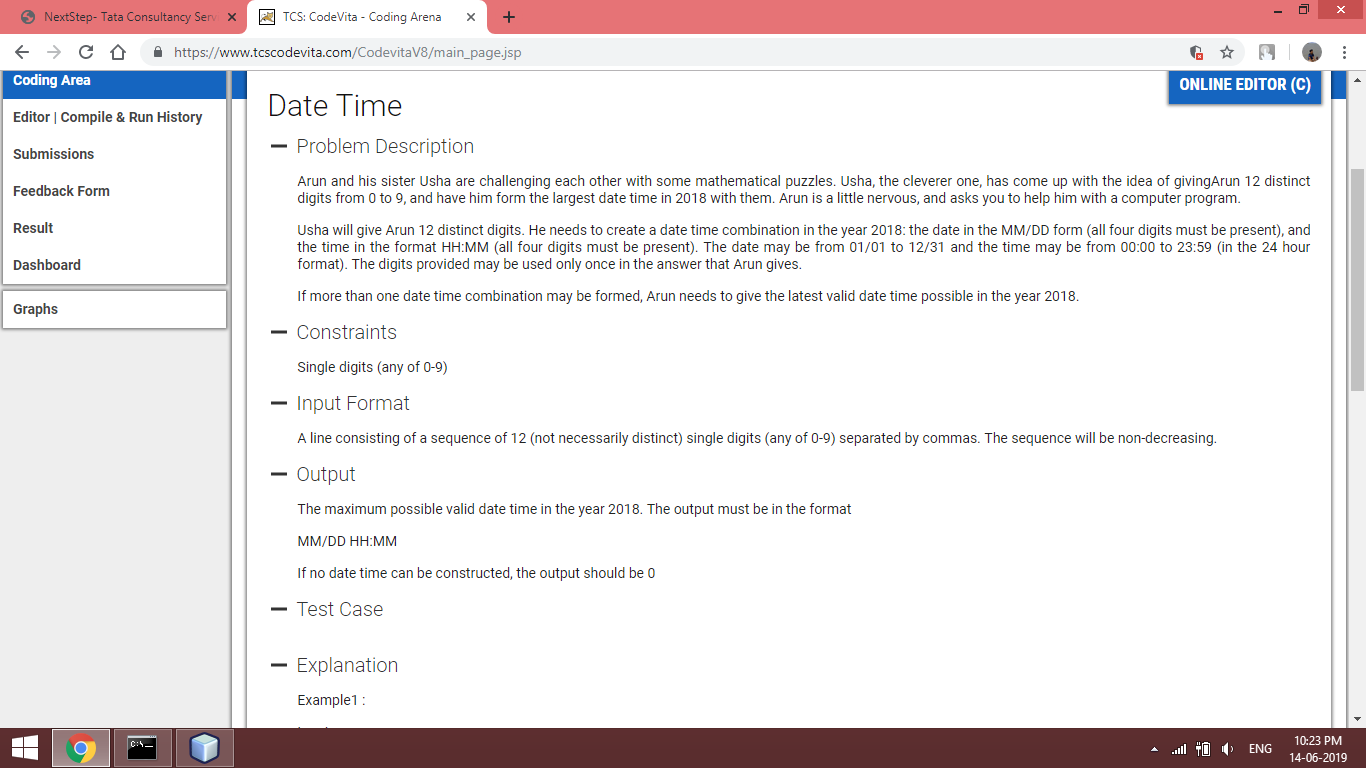 NextStep- Tata Consultancy Serv
TCS: CodeVita - Coding Arena
https://www.tcscodevita.com/CodevitaV8/main_page.jsp
Coding Area
Editor | Compile & Run History
Submissions
Feedback Form
Result
Dashboard
Graphs
ONLINE EDITOR (C)
Date Time
Problem Description
Arun and his sister Usha are challenging each other with some mathematical puzzles. Usha, the cleverer one, has come up with the idea of givingArun 12 distinct
digits from 0 to 9, and have him form the largest date time in 2018 with them. Arun is a little nervous, and asks you to help him with a computer program.
Usha will give Arun 12 distinct digits. He needs to create a date time combination in the year 2018: the date in the MM/DD form (all four digits must be present), and
the time in the format HH:MM (all four digits must be present). The date may be from 01/01 to 12/31 and the time may be from 00:00 to 23:59 (in the 24 hour
format). The digits provided may be used only once in the answer that Arun gives.
If more than one date time combination may be formed, Arun needs to give the latest valid date time possible in the year 2018.
Constraints
Single digits (any of 0-9)
Input Format
A line consisting of a sequence of 12 (not necessarily distinct) single digits (any of 0-9) separated by commas. The sequence will be non-decreasing.
Output
The maximum possible valid date time in the year 2018. The output must be in the format
MM/DD HH:MM
If no date time can be constructed, the output should be 0
Test Case
Explanation
Example1 :
C:\_
ENG
10:23 PM
14-06-2019